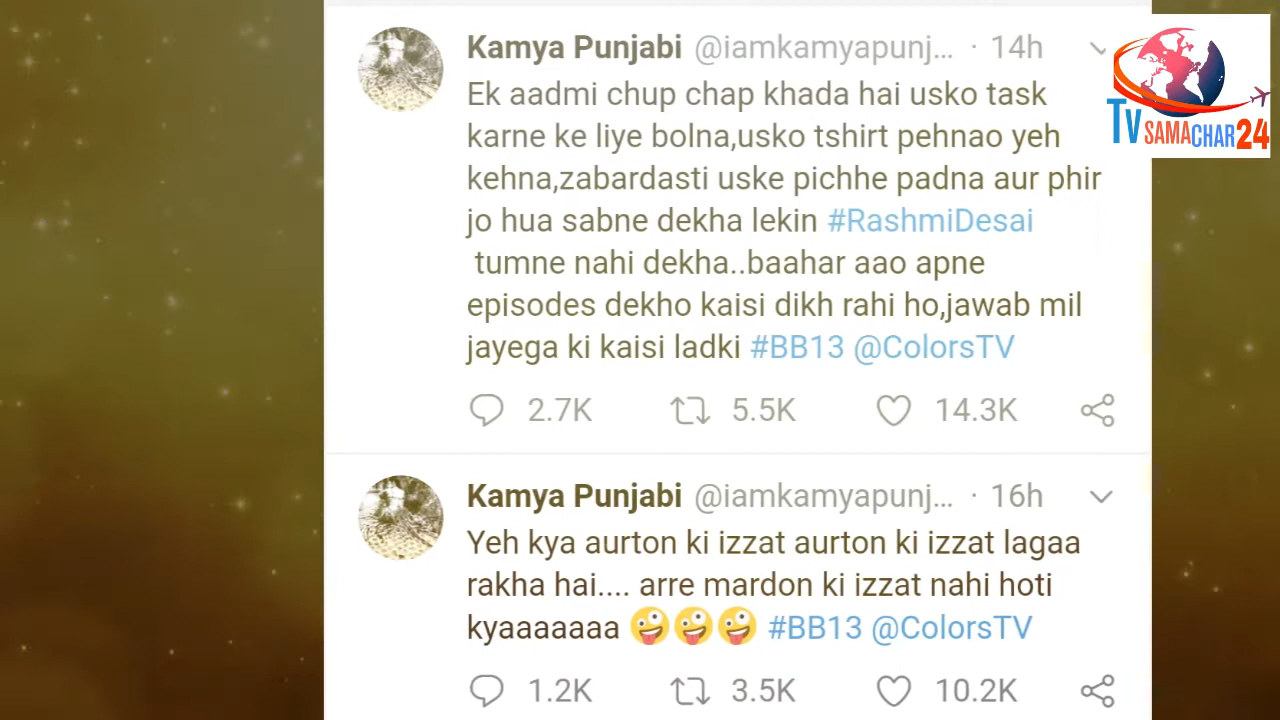 Kamya Punjabi @iamkamyapunj... · 14h
Ek aadmi chup chap khada hai usko task
karne ke liye bolna,usko tshirt pehnao yeh
kehna,zabardasti uske pichhe padna aur phir
jo hua sabne dekha lekin #RashmiDesai
tumne nahi dekha..baahar aao apne
episodes dekho kaisi dikh rahi ho,jawab mil
jayega ki kaisi ladki #BB13 @ColorsTV
2.7K 5.5K 14.3K
Kamya Punjabi @iamkamyapunj... · 16h
Yeh kya aurton ki izzat aurton ki izzat lagaa
rakha hai.... arre mardon ki izzat nahi hoti
kyaaaaaaa 🤪🤪🤪 #BB13 @ColorsTV
1.2K 3.5K 10.2K
TV SAMACHAR 24